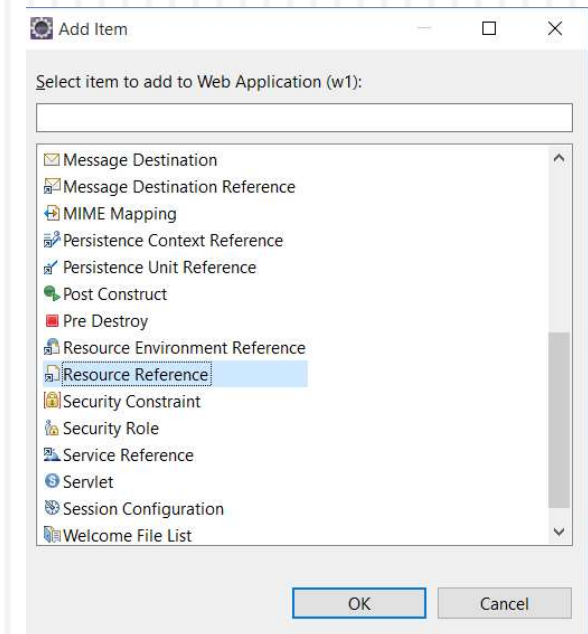 Add Item
Select item to add to Web Application (w1):
Message Destination
Message Destination Reference
MIME Mapping
Persistence Context Reference
Persistence Unit Reference
Post Construct
Pre Destroy
Resource Environment Reference
Resource Reference
Security Constraint
Security Role
Service Reference
Servlet
Session Configuration
Welcome File List
OK Cancel